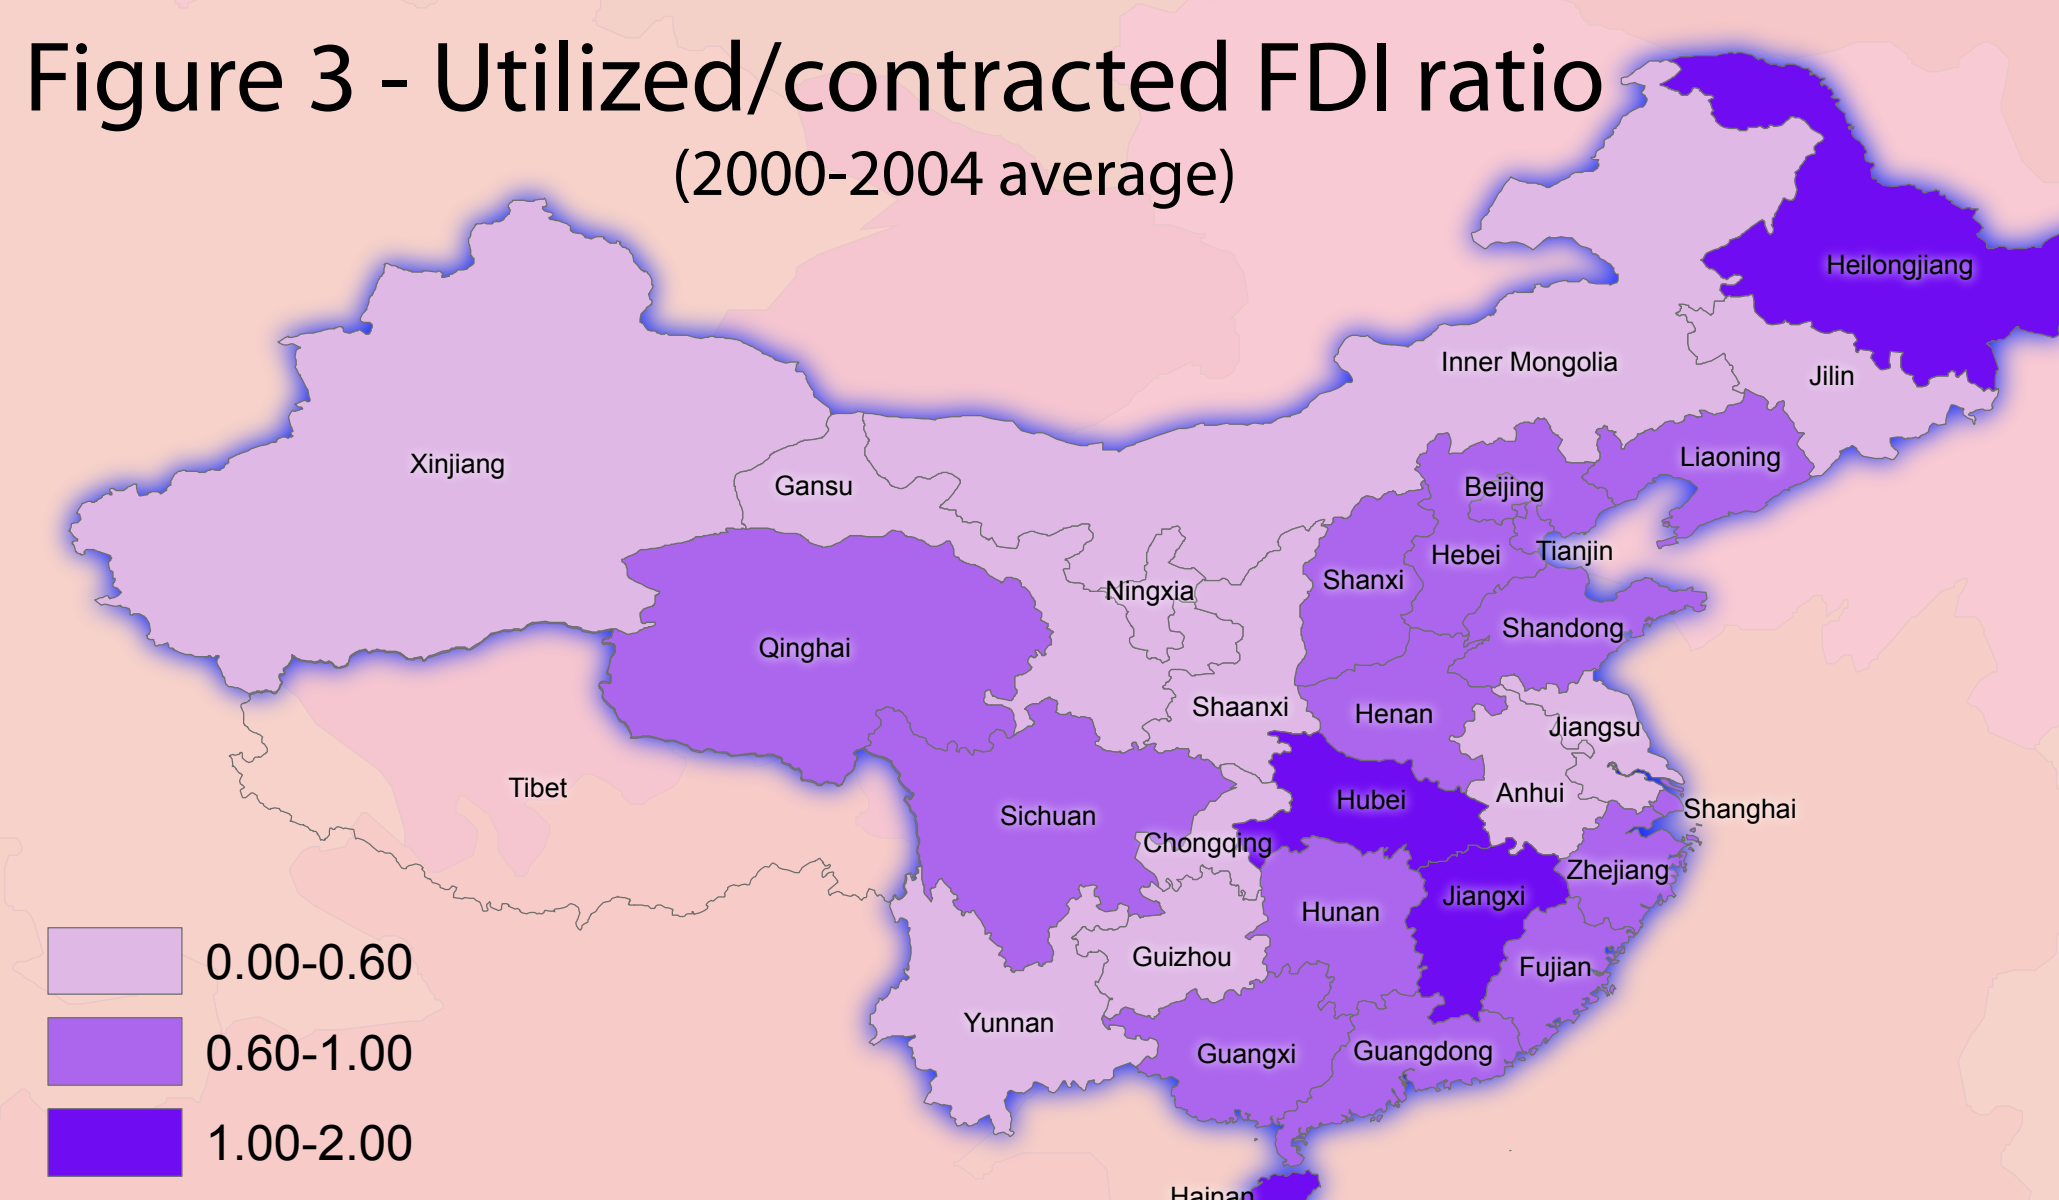 Figure 3 - Utilized/contracted FDI ratio
(2000-2004 average)
Heilongjiang
Inner Mongolia
Jilin
Xinjiang
Gansu
Liaoning
Beijing
Tianjin
Hebei
Shanxi
Ningxia
Shandong
Qinghai
Shaanxi
Henan
Jiangsu
Tibet
Anhui
Hubei
Shanghai
Sichuan
Chongqing
Zhejiang
Jiangxi
Hunan
Guizhou
Fujian
Yunnan
Guangxi
Guangdong
Hainan
0.00-0.60
0.60-1.00
1.00-2.00